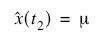 x̂(t₂) = μ